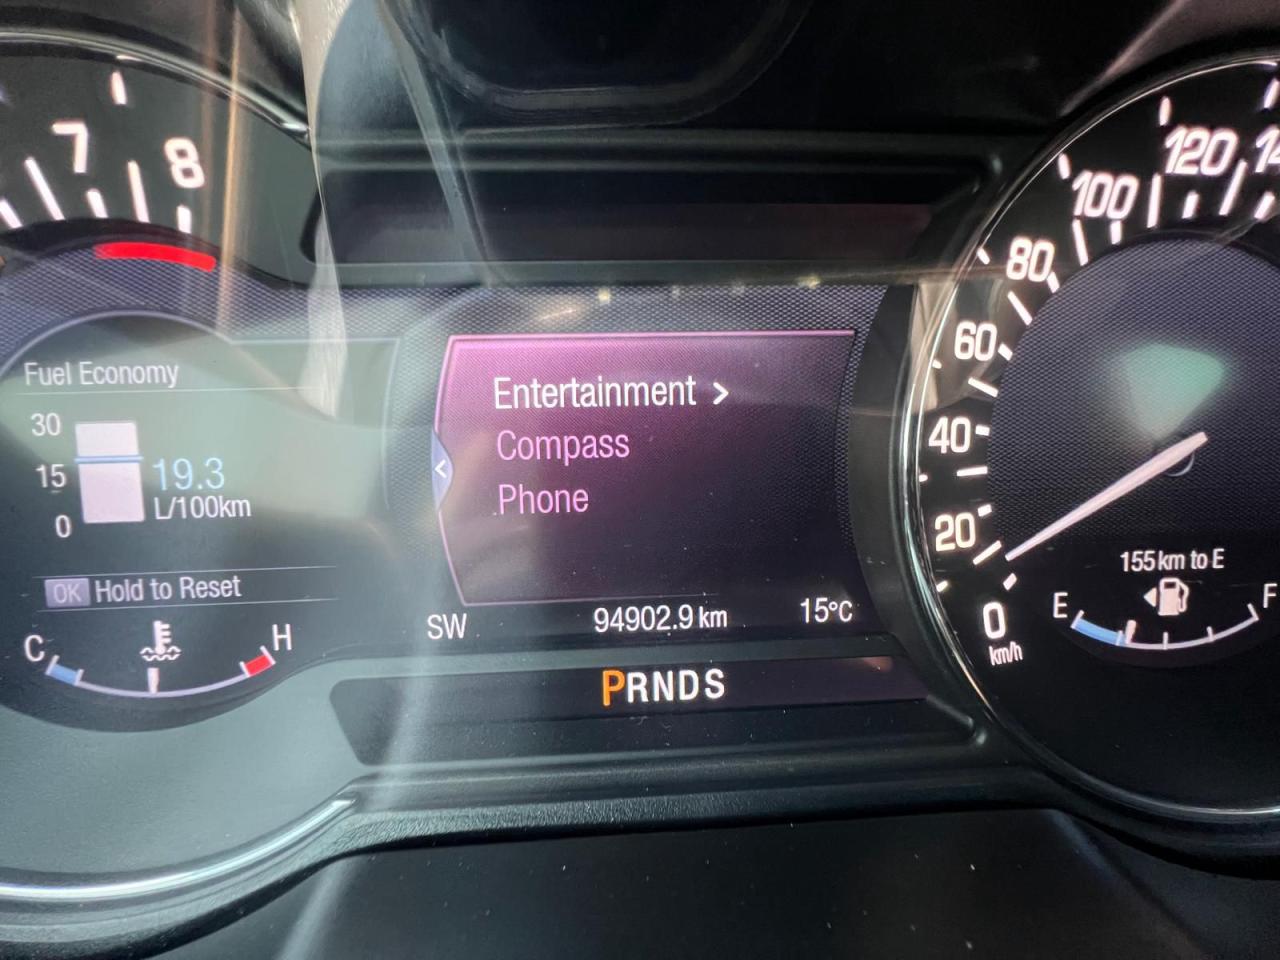 7
8
Fuel Economy
30
15
0
19.3
L/100km
OK Hold to Reset
C
H
Entertainment >
Compass
Phone
<
SW
94902.9 km
15°C
PRNDS
120
100
80
60
40
20
0
km/h
155 km to E
E
F